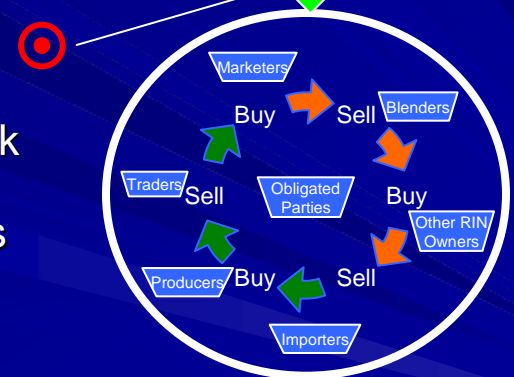 Marketers
Buy
Sell
Blenders
k
Traders
Sell
Obligated
Parties
Buy
s
Other RIN
Owners
Producers
Buy
Sell
Importers